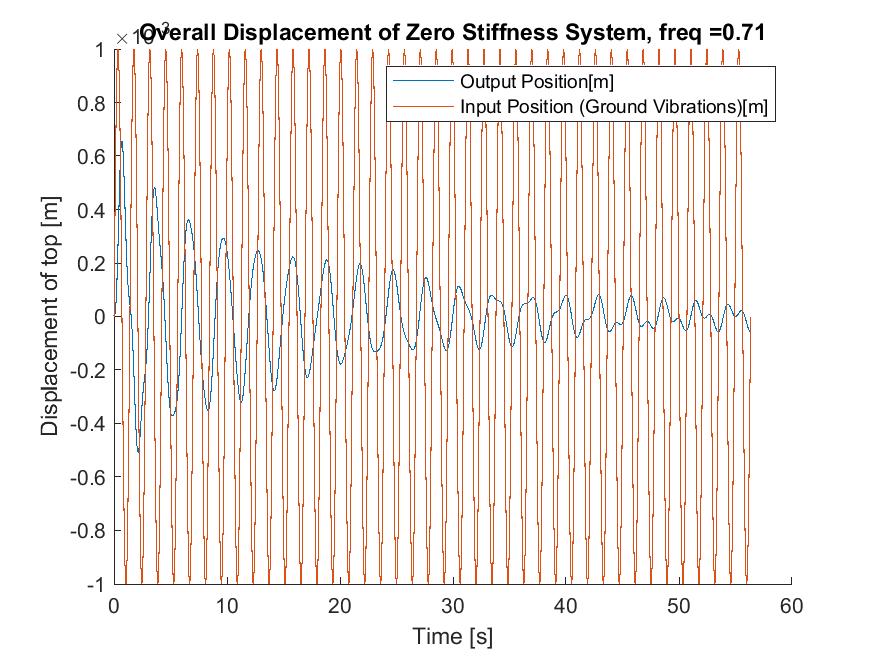 Overall Displacement of Zero Stiffness System, freq =0.71
×10⁻³
Output Position[m]
Input Position (Ground Vibrations)[m]
1
0.8
0.6
0.4
0.2
0
-0.2
-0.4
-0.6
-0.8
-1
Displacement of top [m]
0 10 20 30 40 50 60
Time [s]